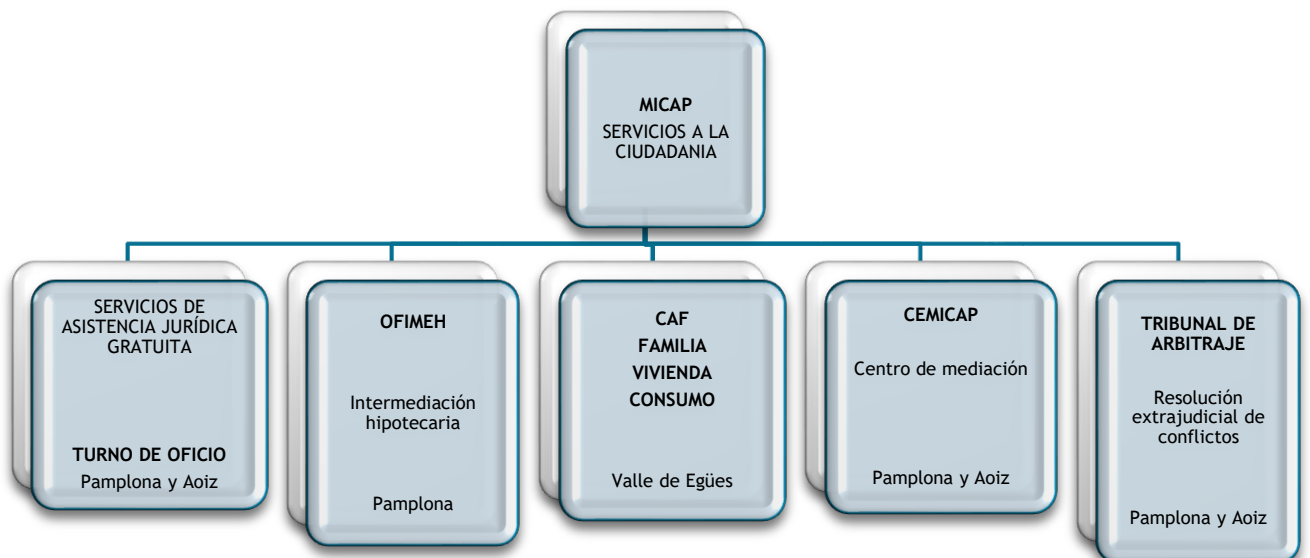 MICAP
SERVICIOS A LA
CIUDADANIA
SERVICIOS DE
ASISTENCIA JURÍDICA
GRATUITA
TURNO DE OFICIO
Pamplona y Aoiz
OFIMEH
Intermediación
hipotecaria
Pamplona
CAF
FAMILIA
VIVIENDA
CONSUMO
Valle de Egües
CEMICAP
Centro de mediación
Pamplona y Aoiz
TRIBUNAL DE
ARBITRAJE
Resolución
extrajudicial de
conflictos
Pamplona y Aoiz